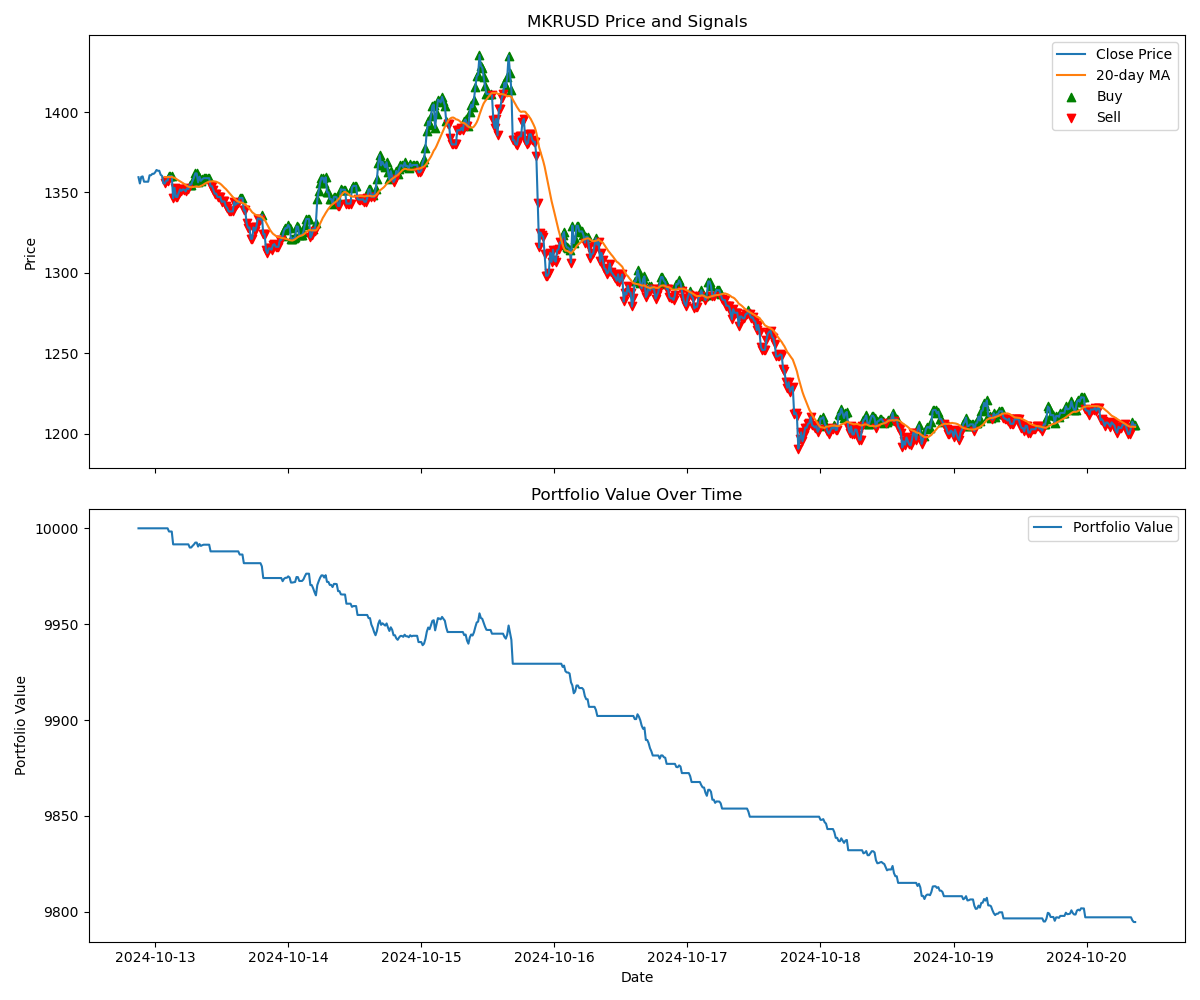 MKRUSD Price and Signals
Close Price
20-day MA
Buy
Sell
Price
1400
1350
1300
1250
1200
Portfolio Value Over Time
Portfolio Value
Portfolio Value
10000
9950
9900
9850
9800
2024-10-13 2024-10-14 2024-10-15 2024-10-16 2024-10-17 2024-10-18 2024-10-19 2024-10-20
Date